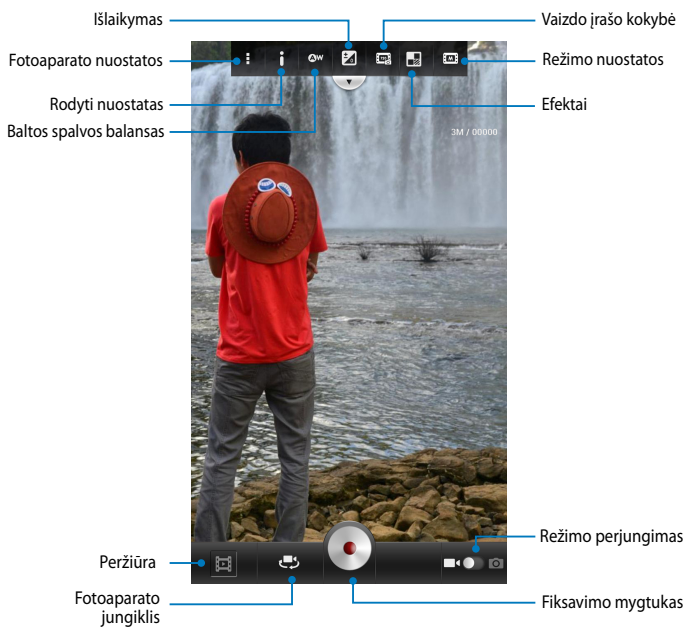 Išlaikymas
Vaizdo įrašo kokybė
Fotoaparato nuostatos
Režimo nuostatos
Rodyti nuostatas
Efektai
Baltos spalvos balansas
3M / 00000
Režimo perjungimas
Peržiūra
Fotoaparato
jungiklis
Fiksavimo mygtukas